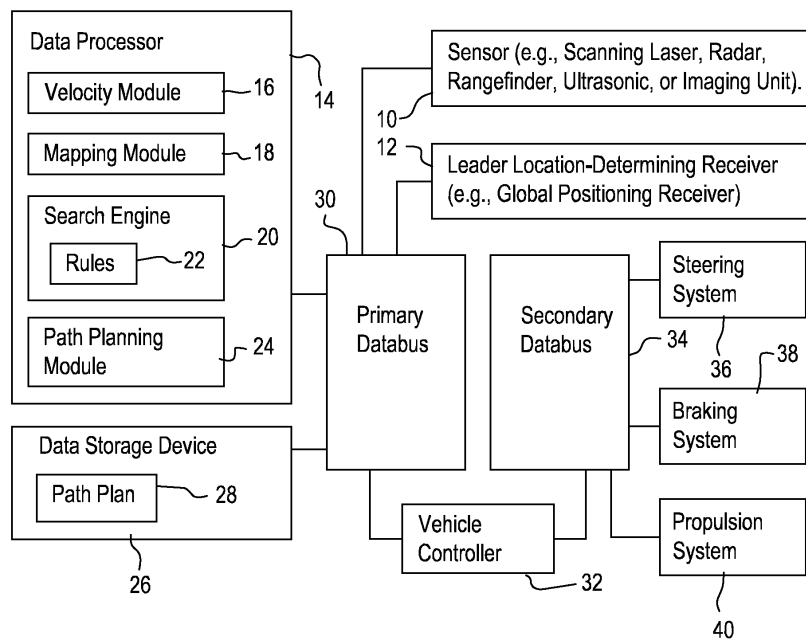 Data Processor
14
Velocity Module
16
Mapping Module
18
Search Engine
20
Rules
22
Path Planning
Module
24
Data Storage Device
Path Plan
28
26
Sensor (e.g., Scanning Laser, Radar,
Rangefinder, Ultrasonic, or Imaging Unit).
10
12
Leader Location-Determining Receiver
(e.g., Global Positioning Receiver)
30
Primary
Databus
Secondary
Databus
34
Steering
System
36
38
Braking
System
Vehicle
Controller
32
Propulsion
System
40